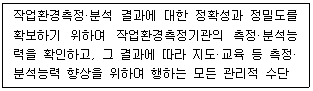 작업환경측정·분석 결과에 대한 정확성과 정밀도를
확보하기 위하여 작업환경측정기관의 측정·분석능
력을 확인하고, 그 결과에 따라 지도·교육 등 측정·
분석능력 향상을 위하여 행하는 모든 관리적 수단